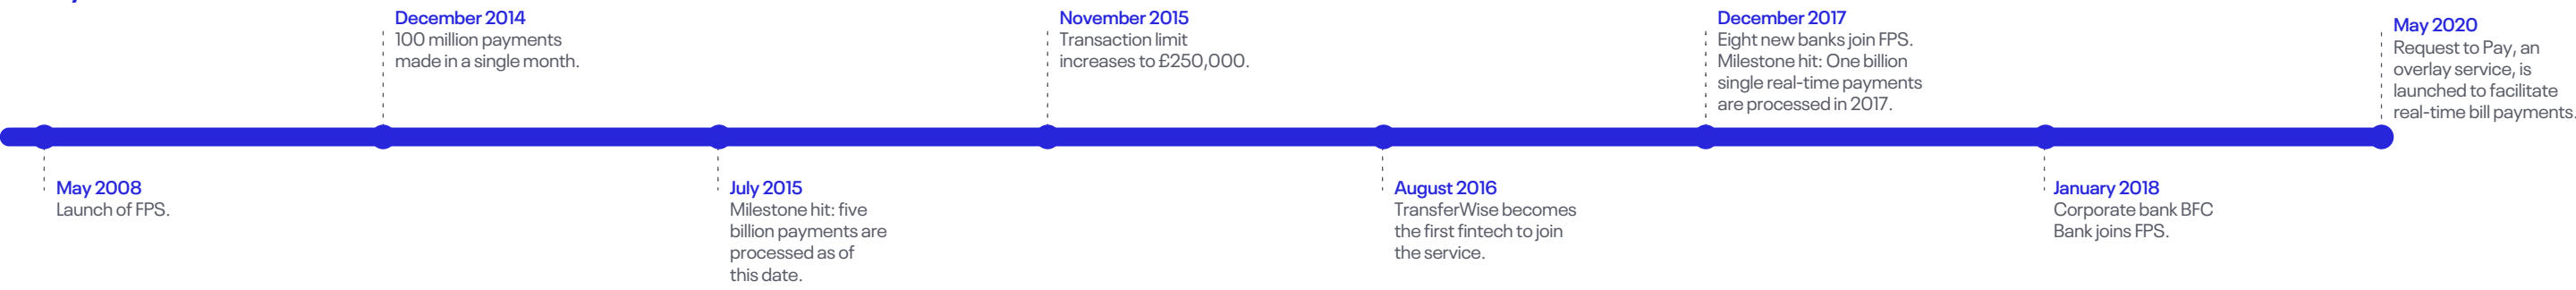 December 2014
100 million payments
made in a single month.
November 2015
Transaction limit
increases to £250,000.
December 2017
Eight new banks join FPS.
Milestone hit: One billion
single real-time payments
are processed in 2017.
May 2020
Request to Pay, an
overlay service, is
launched to facilitate
real-time bill payments.
May 2008
Launch of FPS.
July 2015
Milestone hit: five
billion payments are
processed as of
this date.
August 2016
TransferWise becomes
the first fintech to join
the service.
January 2018
Corporate bank BFC
Bank joins FPS.